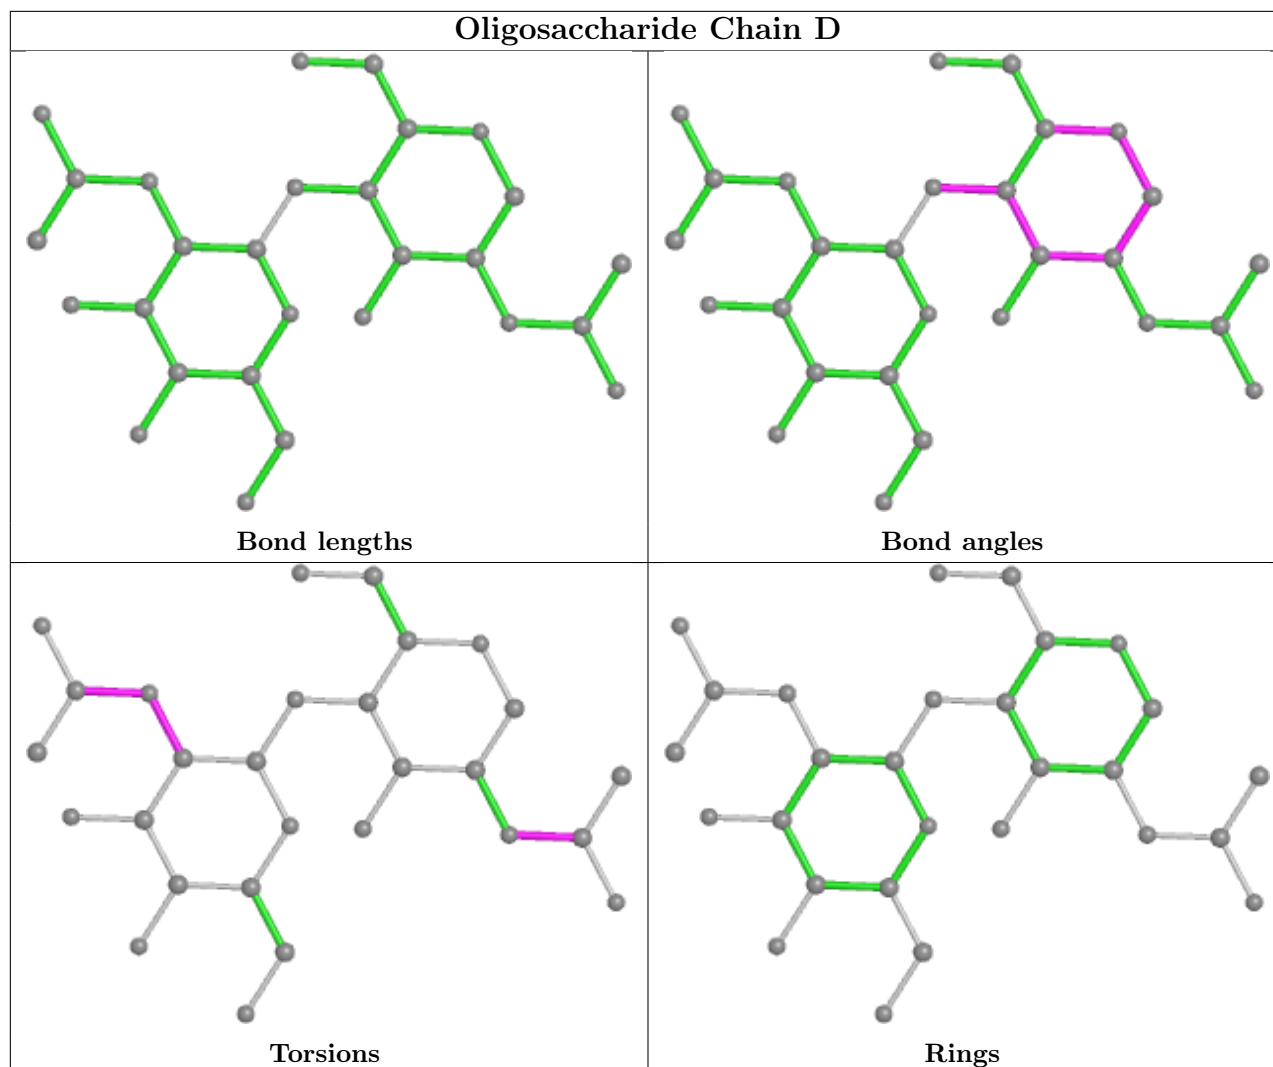 Oligosaccharide Chain D
Bond lengths
Bond angles
Torsions
Rings